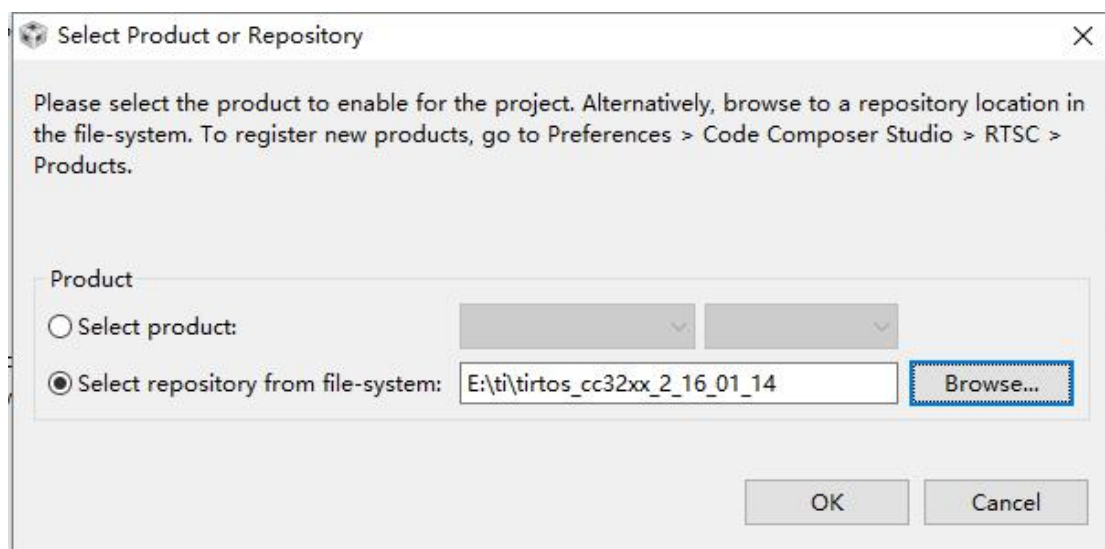 Select Product or Repository
Please select the product to enable for the project. Alternatively, browse to a repository location in
the file-system. To register new products, go to Preferences > Code Composer Studio > RTSC >
Products.
Product
Select product:
Select repository from file-system: E:\ti\tirtos_cc32xx_2_16_01_14 Browse...
OK Cancel